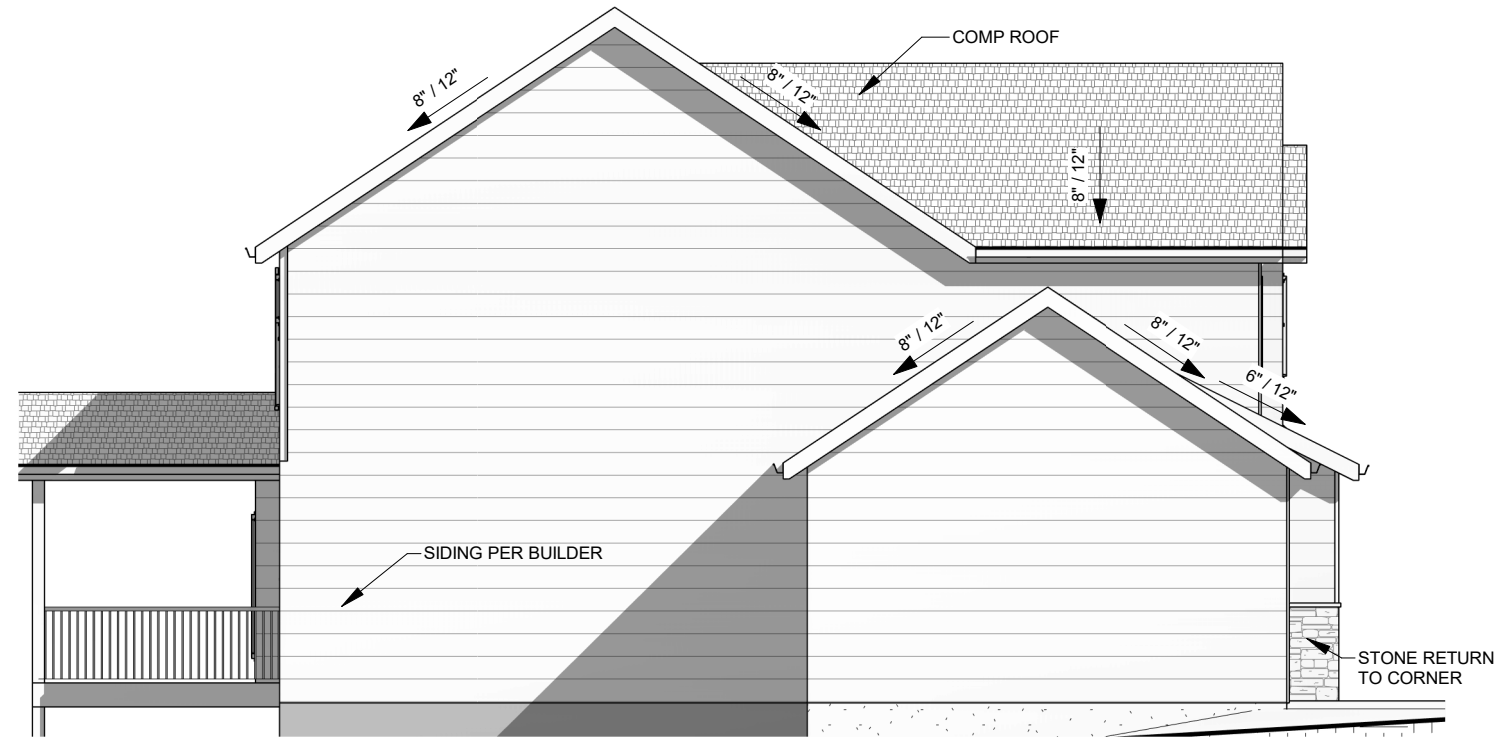 COMP ROOF
8" / 12"
8" / 12"
8" / 12"
8" / 12"
8" / 12"
6" / 12"
SIDING PER BUILDER
STONE RETURN
TO CORNER